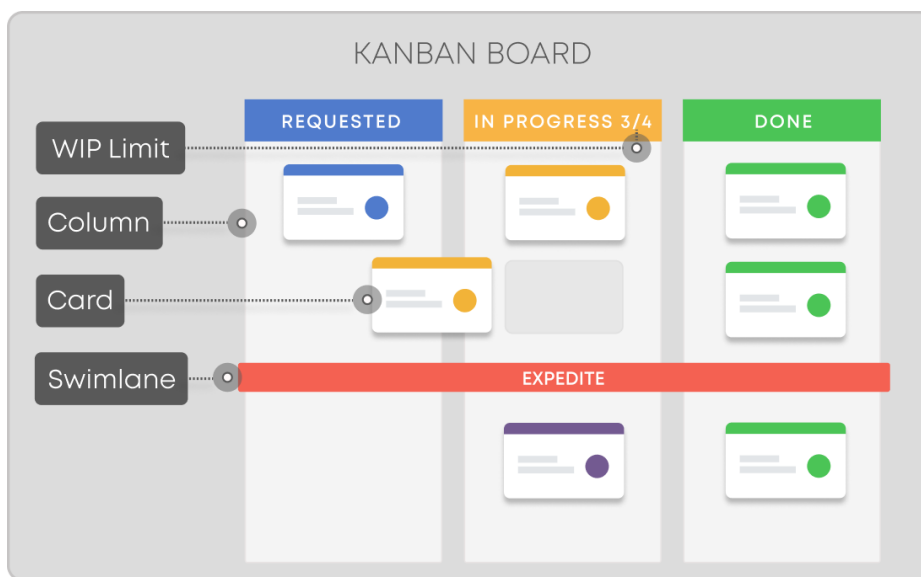 KANBAN BOARD
REQUESTED
IN PROGRESS 3/4
DONE
WIP Limit
Column
Card
Swimlane
EXPEDITE